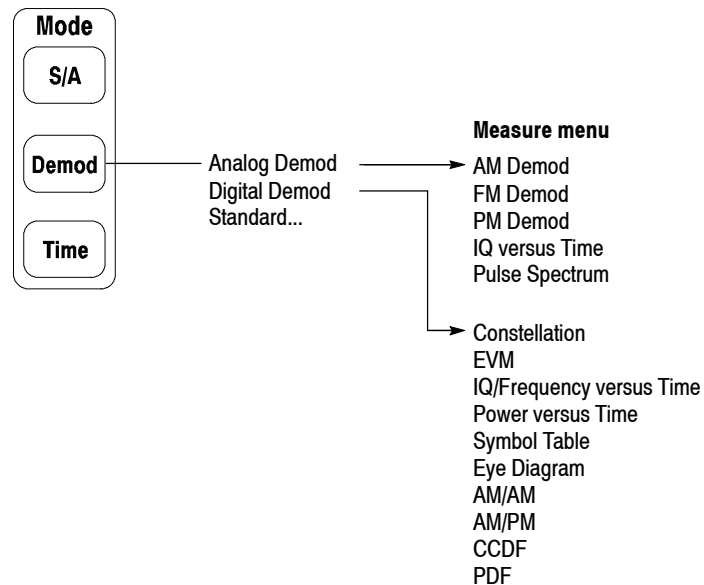 Mode
S/A
Demod
Time
Analog Demod
Digital Demod
Standard...
Measure menu
AM Demod
FM Demod
PM Demod
IQ versus Time
Pulse Spectrum
Constellation
EVM
IQ/Frequency versus Time
Power versus Time
Symbol Table
Eye Diagram
AM/AM
AM/PM
CCDF
PDF